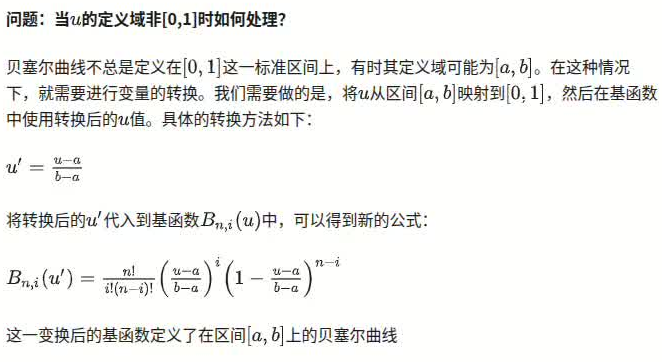 问题：当u的定义域非[0,1]时如何处理？
贝塞尔曲线不总是定义在[0, 1]这一标准区间上，有时其定义域可能为[a, b]。在这种情况
下，就需要进行变量的转换。我们需要做的是，将u从区间[a, b]映射到[0, 1]，然后在基函数
中使用转换后的u值。具体的转换方法如下：
u′ = \frac{u-a}{b-a}
将转换后的u′代入到基函数B_{n,i}(u)中，可以得到新的公式：
B_{n,i}(u′) = \frac{n!}{i!(n-i)!} \left(\frac{u-a}{b-a}\right)^i \left(1 - \frac{u-a}{b-a}\right)^{n-i}
这一变换后的基函数定义了在区间[a, b]上的贝塞尔曲线